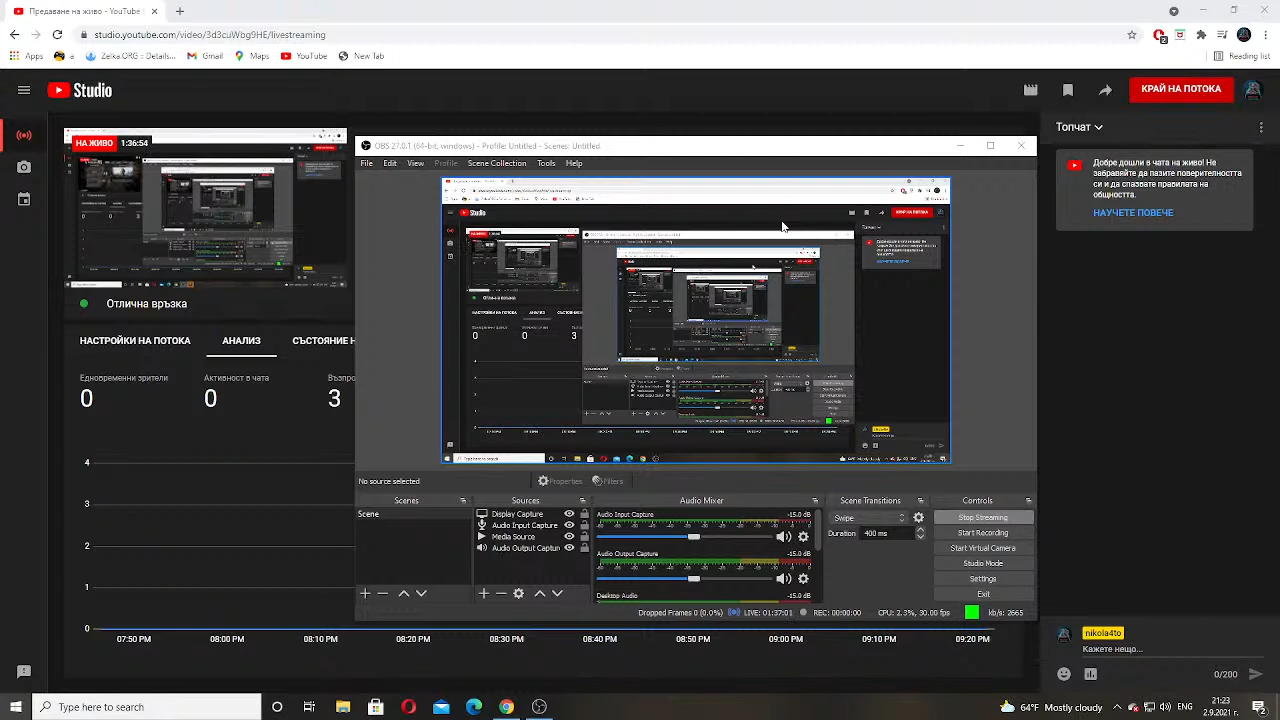 Предаване на живо - YouTube
studio.youtube.com/video/3d3cuWbg9HE/livestreaming
Apps
a
Zelka.ORG :: Details...
Gmail
Maps
YouTube
New Tab
Reading list
Studio
КРАЙ НА ПОТОКА
НА ЖИВО 1:36:54
Отлична връзка
АНАЛИЗ
Активност в чата
0
3
4
3
2
1
0
07:50 PM 08:00 PM 08:10 PM 08:20 PM 08:30 PM 08:40 PM 08:50 PM 09:00 PM 09:10 PM 09:20 PM
OBS 27.0.1 (64-bit, windows) - Profile: Untitled - Scenes: Untitled
File Edit View Profile Scene Collection Tools Help
No source selected
Properties
Filters
Scenes
Scene
Sources
Display Capture
Audio Input Capture
Media Source
Audio Output Capture
Audio Mixer
Audio Input Capture -15.0 dB
Audio Output Capture -15.0 dB
Desktop Audio -15.0 dB
Scene Transitions
Swipe
Duration 400 ms
Controls
Stop Streaming
Start Recording
Start Virtual Camera
Studio Mode
Settings
Exit
Dropped Frames 0 (0.0%) LIVE: 01:37:01 REC: 00:00:00 CPU: 2.3%, 30.00 fps kb/s: 2665
Топчат
Добре дошли в чата на живо! Не
забравяйте да пазите поверителността
си и да спазвате правилата на
общността.
НАУЧЕТЕ ПОВЕЧЕ
nikola4to
Кажете нещо...
0/200
Type here to search
64°F Mostly cloudy
ENG
21:23
2.9.2021 г.